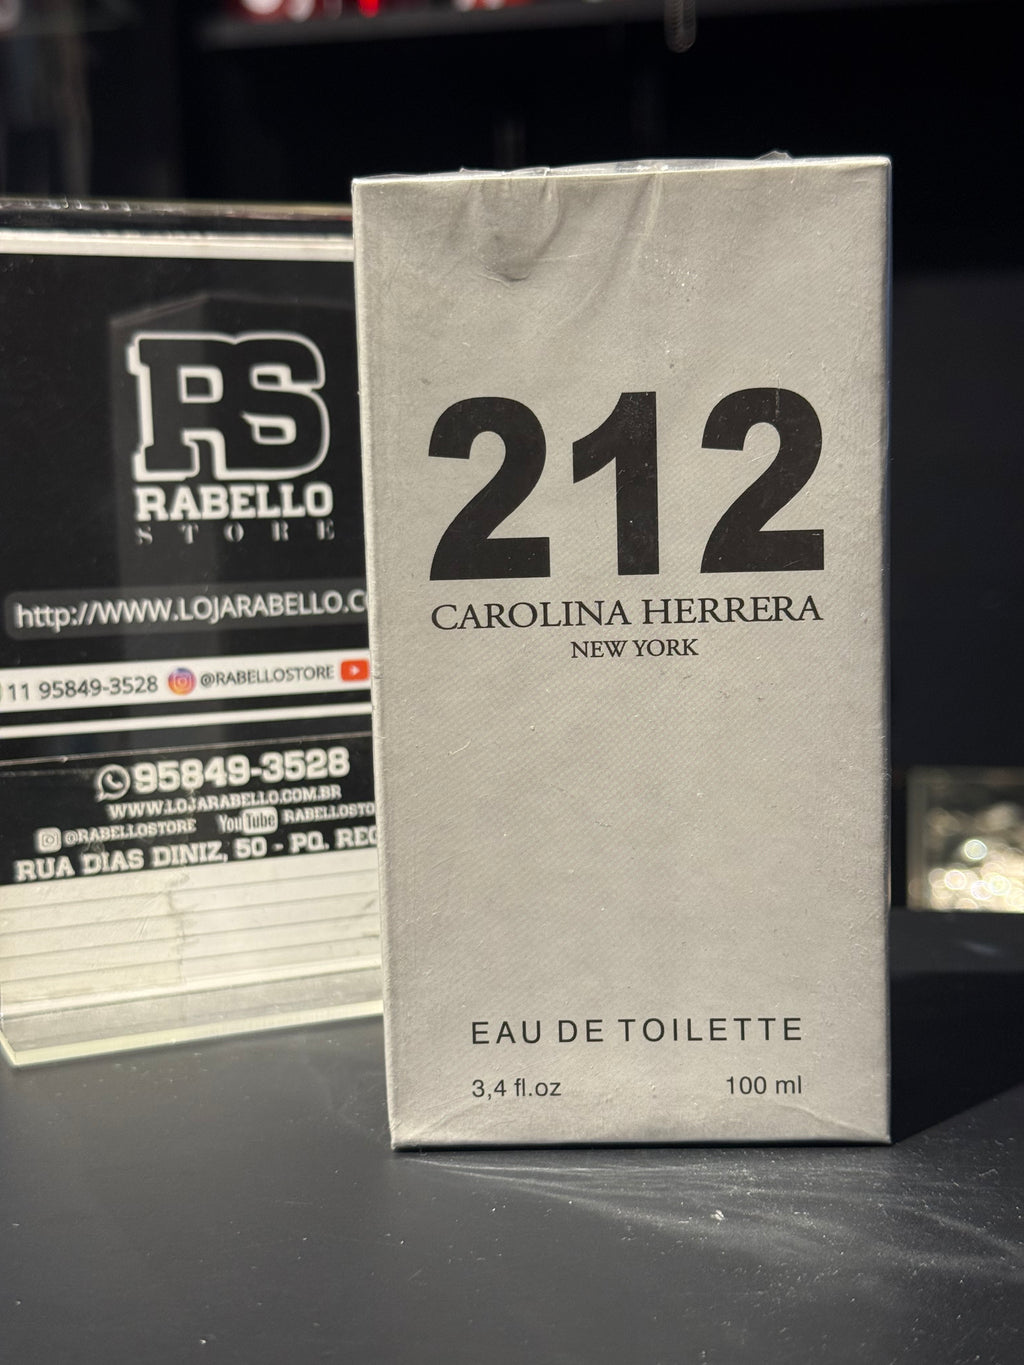 RS
RABELLO
STORE
http://WWW.LOJARABELLO.C
11 95849-3528 @RABELLOSTORE
95849-3528
WWW.LOJARABELLO.COM.BR
@RABELLOSTORE YouTube RABELLOSTO
RUA DIAS DINIZ, 50 - PQ. REG
212
CAROLINA HERRERA
NEW YORK
EAU DE TOILETTE
3,4 fl.oz 100 ml